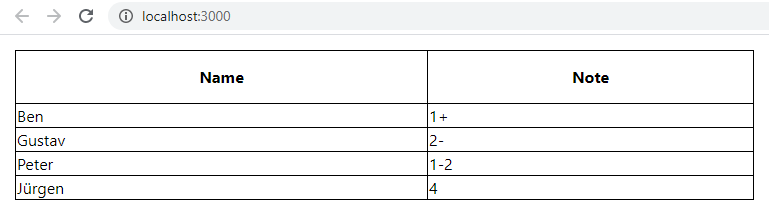 localhost:3000
Name Note
Ben 1+
Gustav 2-
Peter 1-2
Jürgen 4